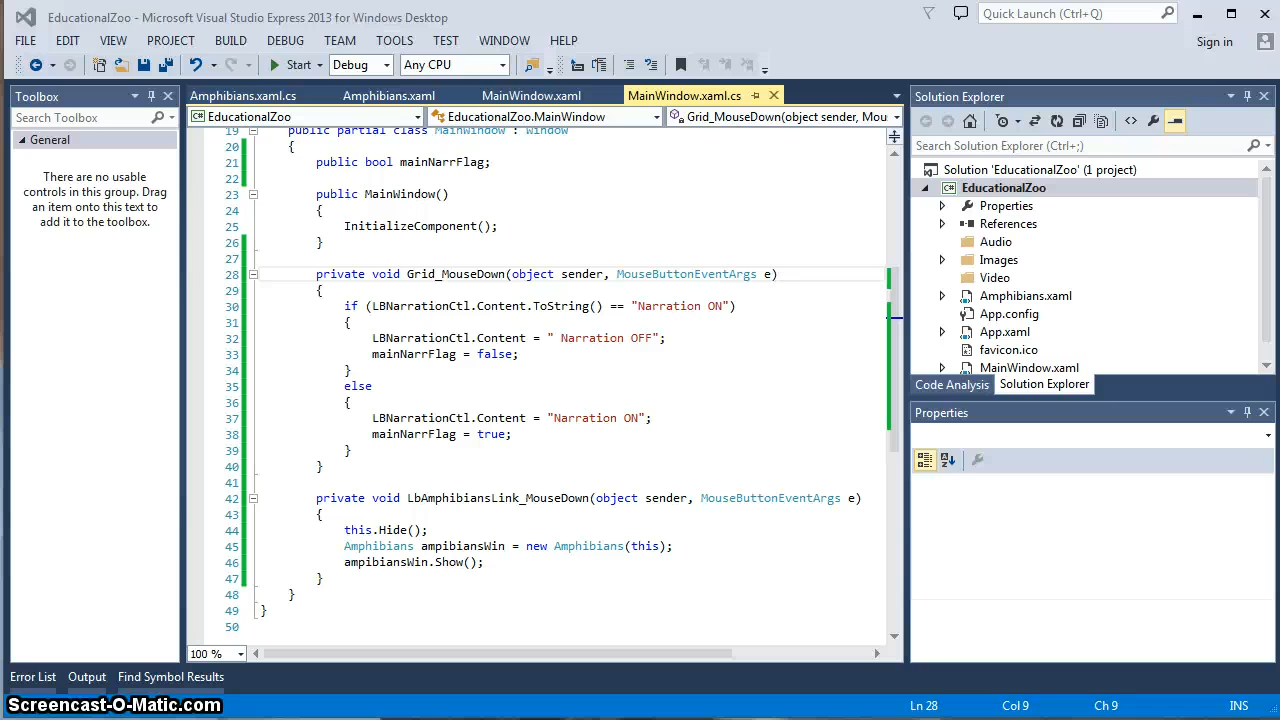 EducationalZoo - Microsoft Visual Studio Express 2013 for Windows Desktop
Quick Launch (Ctrl+Q)
FILE EDIT VIEW PROJECT BUILD DEBUG TEAM TOOLS TEST WINDOW HELP
Sign in
Start Debug Any CPU
Toolbox
Search Toolbox
General
There are no usable
controls in this group. Drag
an item onto this text to
add it to the toolbox.
Amphibians.xaml.cs Amphibians.xaml MainWindow.xaml MainWindow.xaml.cs
EducationalZoo EducationalZoo.MainWindow Grid_MouseDown(object sender, Mou
19 public partial class MainWindow : Window
20 {
21 public bool mainNarrFlag;
22
23 public MainWindow()
24 {
25 InitializeComponent();
26 }
27
28 private void Grid_MouseDown(object sender, MouseButtonEventArgs e)
29 {
30 if (LBNarrationCtl.Content.ToString() == "Narration ON")
31 {
32 LBNarrationCtl.Content = " Narration OFF";
33 mainNarrFlag = false;
34 }
35 else
36 {
37 LBNarrationCtl.Content = "Narration ON";
38 mainNarrFlag = true;
39 }
40 }
41
42 private void LbAmphibiansLink_MouseDown(object sender, MouseButtonEventArgs e)
43 {
44 this.Hide();
45 Amphibians ampibiansWin = new Amphibians(this);
46 ampibiansWin.Show();
47 }
48 }
49 }
50
100 %
Solution Explorer
Search Solution Explorer (Ctrl+;)
Solution 'EducationalZoo' (1 project)
C# EducationalZoo
Properties
References
Audio
Images
Video
Amphibians.xaml
App.config
App.xaml
favicon.ico
MainWindow.xaml
Code Analysis Solution Explorer
Properties
Error List Output Find Symbol Results
Screencast-O-Matic.com
Ln 28 Col 9 Ch 9 INS